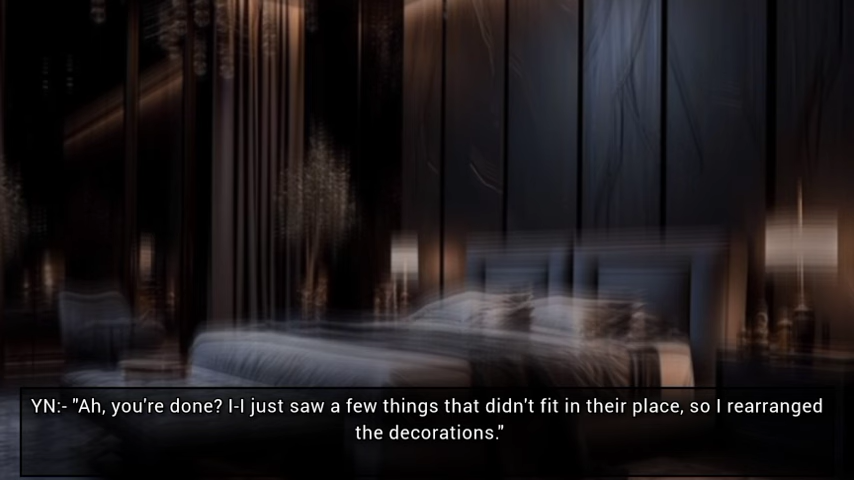 YN:- "Ah, you're done? I-I just saw a few things that didn't fit in their place, so I rearranged
the decorations."